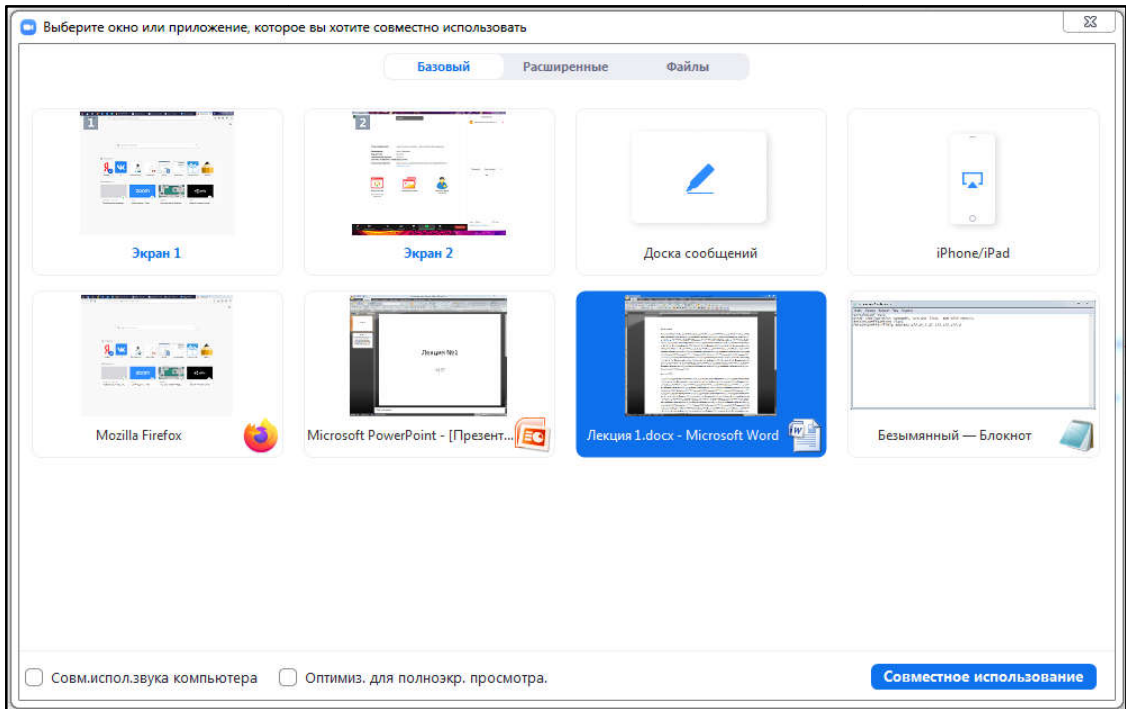 Выберите окно или приложение, которое вы хотите совместно использовать
Базовый Расширенные Файлы
1
2
Экран 1 Экран 2 Доска сообщений iPhone/iPad
Лекция №1
Mozilla Firefox Microsoft PowerPoint - [Презент... Лекция 1.docx - Microsoft Word Безымянный — Блокнот
Совм.испол.звука компьютера Оптимиз. для полноэкр. просмотра. Совместное использование